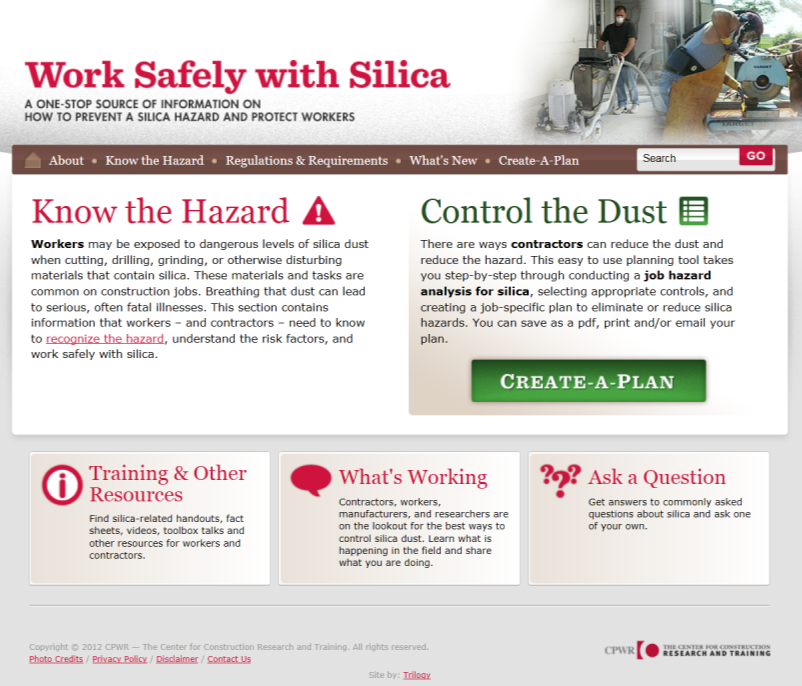 Work Safely with Silica
A ONE-STOP SOURCE OF INFORMATION ON
HOW TO PREVENT A SILICA HAZARD AND PROTECT WORKERS
About • Know the Hazard • Regulations & Requirements • What's New • Create-A-Plan
Search GO
Know the Hazard
Workers may be exposed to dangerous levels of silica dust
when cutting, drilling, grinding, or otherwise disturbing
materials that contain silica. These materials and tasks are
common on construction jobs. Breathing that dust can lead
to serious, often fatal illnesses. This section contains
information that workers – and contractors – need to know
to recognize the hazard, understand the risk factors, and
work safely with silica.
Control the Dust
There are ways contractors can reduce the dust and
reduce the hazard. This easy to use planning tool takes
you step-by-step through conducting a job hazard
analysis for silica, selecting appropriate controls, and
creating a job-specific plan to eliminate or reduce silica
hazards. You can save as a pdf, print and/or email your
plan.
CREATE-A-PLAN
Training & Other
Resources
Find silica-related handouts, fact
sheets, videos, toolbox talks and
other resources for workers and
contractors.
What's Working
Contractors, workers,
manufacturers, and researchers are
on the lookout for the best ways to
control silica dust. Learn what is
happening in the field and share
what you are doing.
???
Ask a Question
Get answers to commonly asked
questions about silica and ask one
of your own.
Copyright © 2012 CPWR — The Center for Construction Research and Training. All rights reserved.
Photo Credits / Privacy Policy / Disclaimer / Contact Us
CPWR THE CENTER FOR CONSTRUCTION
RESEARCH AND TRAINING
Site by: Trilogy
TARGET
TARGET